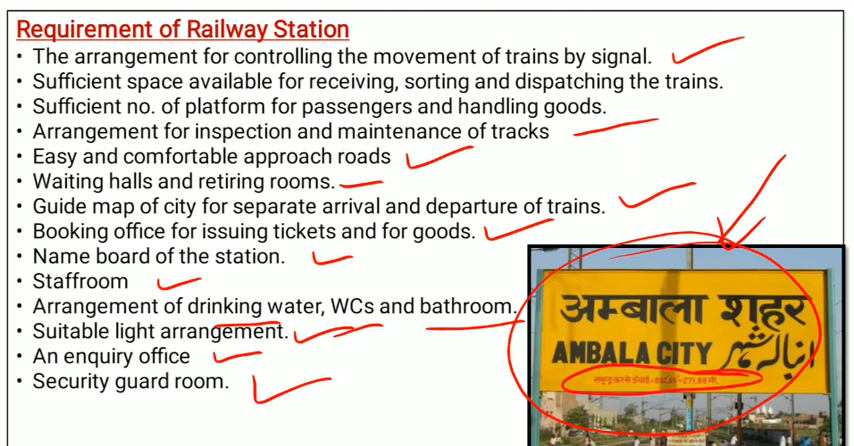 Requirement of Railway Station
• The arrangement for controlling the movement of trains by signal.
• Sufficient space available for receiving, sorting and dispatching the trains.
• Sufficient no. of platform for passengers and handling goods.
• Arrangement for inspection and maintenance of tracks
• Easy and comfortable approach roads
• Waiting halls and retiring rooms.
• Guide map of city for separate arrival and departure of trains.
• Booking office for issuing tickets and for goods.
• Name board of the station.
• Staffroom
• Arrangement of drinking water, WCs and bathroom.
• Suitable light arrangement.
• An enquiry office
• Security guard room.
अम्बाला शहर
AMBALA CITY انبالہ شہر